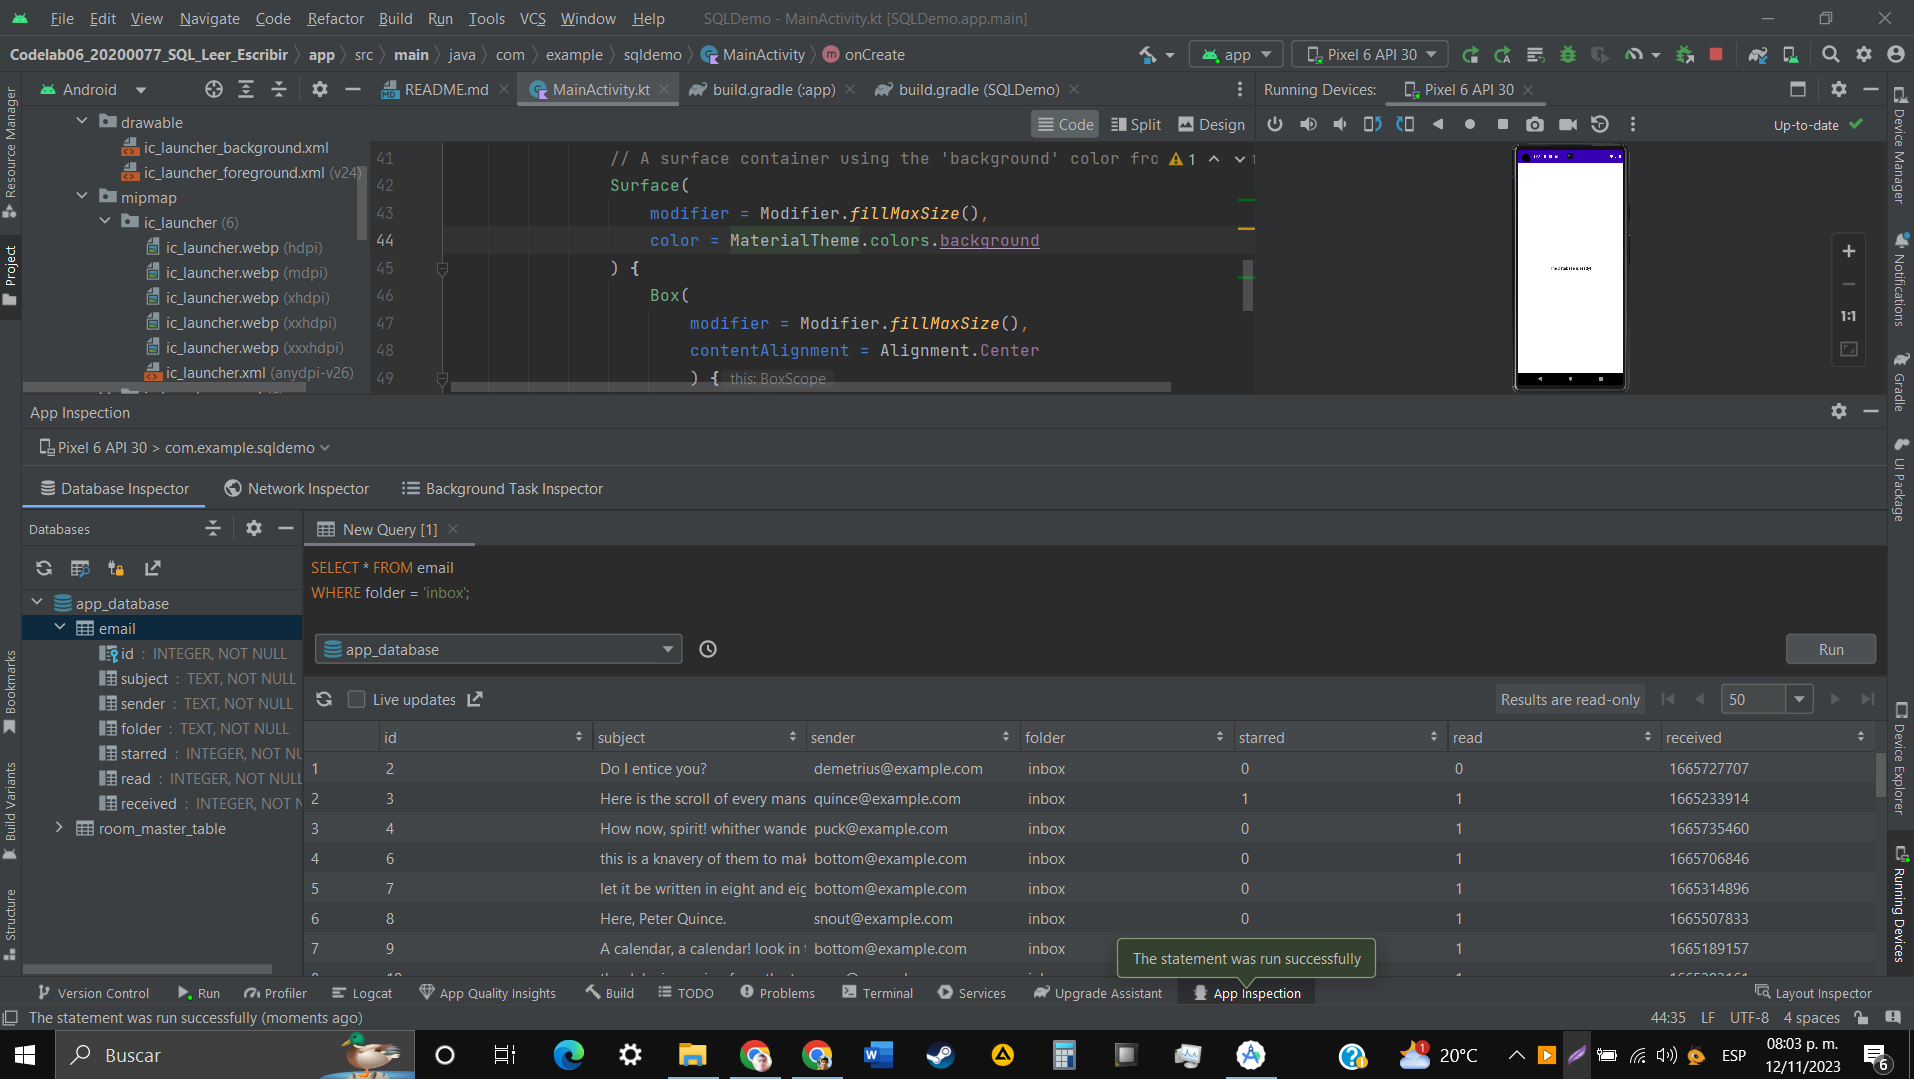 File Edit View Navigate Code Refactor Build Run Tools VCS Window Help SQLDemo - MainActivity.kt [SQLDemo.app.main]
Codelab06_20200077_SQL_Leer_Escribir app src main java com example sqldemo MainActivity onCreate app Pixel 6 API 30
Android README.md MainActivity.kt build.gradle (:app) build.gradle (SQLDemo) Running Devices: Pixel 6 API 30
Code Split Design Up-to-date
Resource Manager
Project
Bookmarks
Build Variants
Structure
drawable
ic_launcher_background.xml
ic_launcher_foreground.xml (v24)
mipmap
ic_launcher (6)
ic_launcher.webp (hdpi)
ic_launcher.webp (mdpi)
ic_launcher.webp (xhdpi)
ic_launcher.webp (xxhdpi)
ic_launcher.webp (xxxhdpi)
ic_launcher.xml (anydpi-v26)
41 // A surface container using the 'background' color fro 1
42 Surface(
43 modifier = Modifier.fillMaxSize(),
44 color = MaterialTheme.colors.background
45 ) {
46 Box(
47 modifier = Modifier.fillMaxSize(),
48 contentAlignment = Alignment.Center
49 ) { this: BoxScope
1:1
Device Manager
Notifications
Gradle
UI Package
Device Explorer
Running Devices
App Inspection
Pixel 6 API 30 > com.example.sqldemo
Database Inspector Network Inspector Background Task Inspector
Databases New Query [1]
SELECT * FROM email
WHERE folder = 'inbox';
app_database
email
id : INTEGER, NOT NULL
subject : TEXT, NOT NULL
sender : TEXT, NOT NULL
folder : TEXT, NOT NULL
starred : INTEGER, NOT NU
read : INTEGER, NOT NULL
received : INTEGER, NOT N
room_master_table
app_database Run
Live updates Results are read-only 50
id subject sender folder starred read received
1 2 Do I entice you? demetrius@example.com inbox 0 0 1665727707
2 3 Here is the scroll of every mans quince@example.com inbox 1 1 1665233914
3 4 How now, spirit! whither wande puck@example.com inbox 0 1 1665735460
4 6 this is a knavery of them to mak bottom@example.com inbox 0 1 1665706846
5 7 let it be written in eight and eig bottom@example.com inbox 0 1 1665314896
6 8 Here, Peter Quince. snout@example.com inbox 0 1 1665507833
7 9 A calendar, a calendar! look in t bottom@example.com inbox 1 1665189157
The statement was run successfully
Version Control Run Profiler Logcat App Quality Insights Build TODO Problems Terminal Services Upgrade Assistant App Inspection Layout Inspector
The statement was run successfully (moments ago) 44:35 LF UTF-8 4 spaces
Buscar 1 20°C ESP 08:03 p. m.
12/11/2023 6